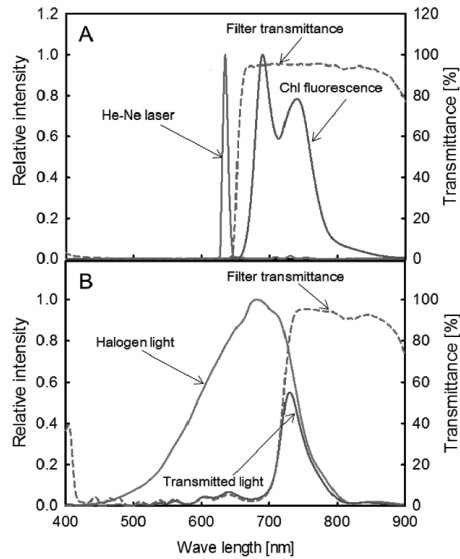 A
Filter transmittance
Chl fluorescence
He-Ne laser
Relative intensity
1.2
1.0
0.8
0.6
0.4
0.2
0.0
Transmittance [%]
120
100
80
60
40
20
0
B
Filter transmittance
Halogen light
Transmitted light
Relative intensity
1.0
0.8
0.6
0.4
0.2
0.0
Transmittance [%]
100
80
60
40
20
0
400 500 600 700 800 900
Wave length [nm]